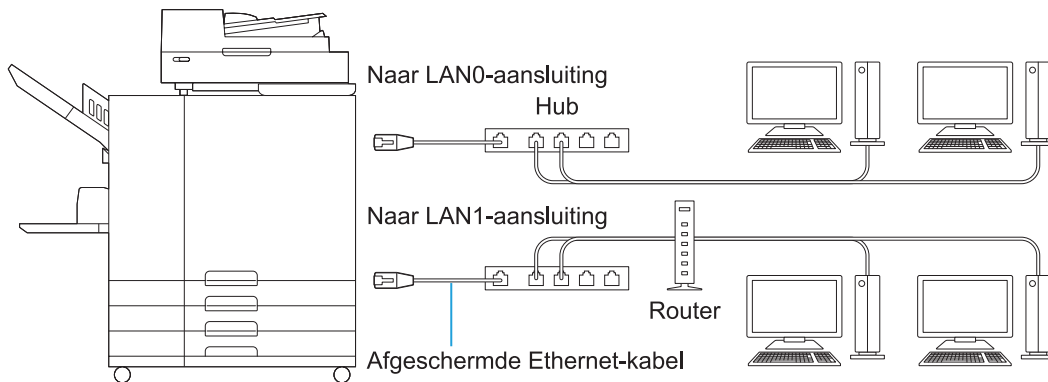 Naar LAN0-aansluiting
Hub
Naar LAN1-aansluiting
Router
Afgeschermde Ethernet-kabel